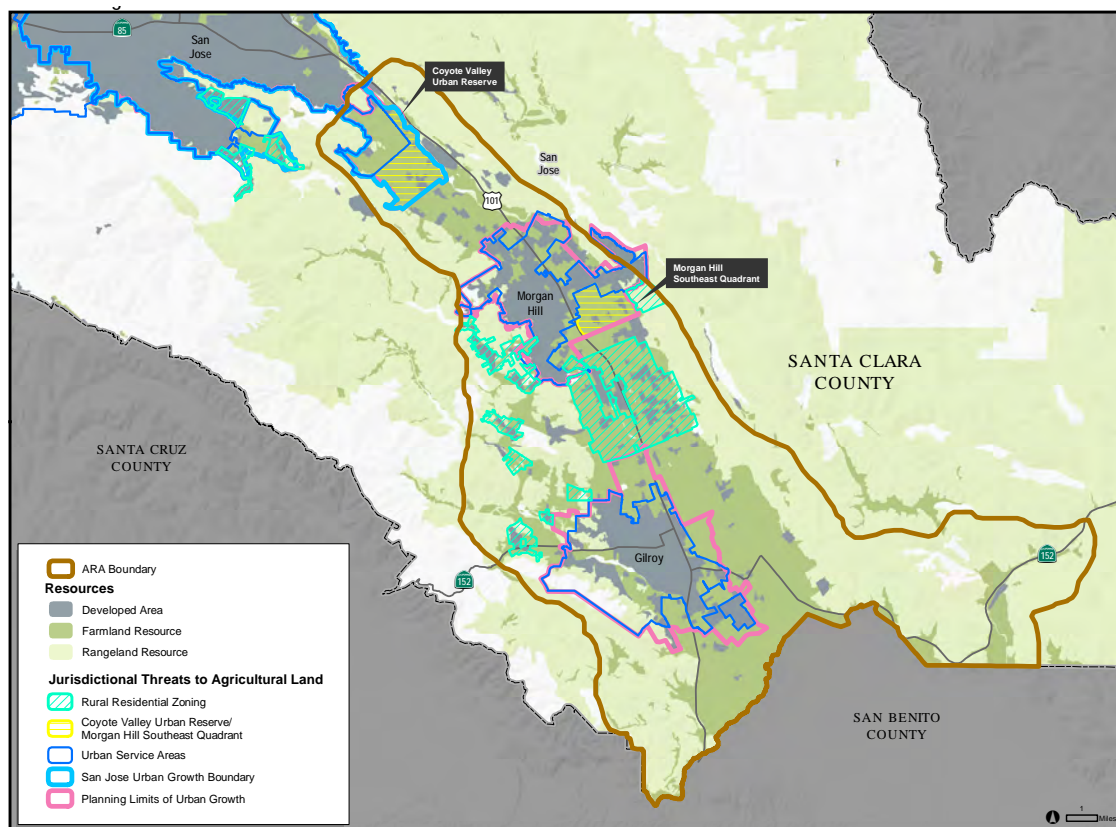 85
San
Jose
Coyote Valley
Urban Reserve
San
Jose
101
Morgan Hill
Southeast Quadrant
Morgan
Hill
SANTA CLARA
COUNTY
SANTA CRUZ
COUNTY
Gilroy
152
152
SAN BENITO
COUNTY
ARA Boundary
Resources
Developed Area
Farmland Resource
Rangeland Resource
Jurisdictional Threats to Agricultural Land
Rural Residential Zoning
Coyote Valley Urban Reserve/
Morgan Hill Southeast Quadrant
Urban Service Areas
San Jose Urban Growth Boundary
Planning Limits of Urban Growth
1
Miles